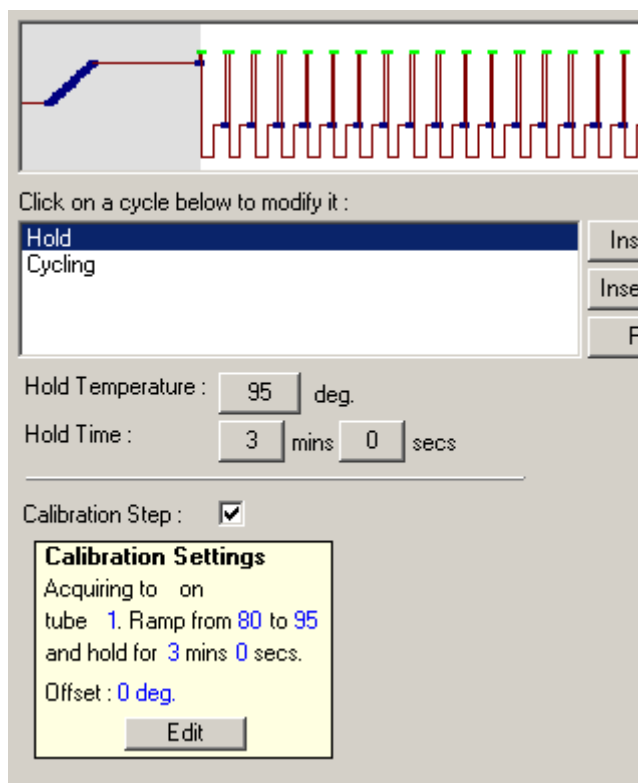 Click on a cycle below to modify it :
Hold
Cycling
Ins
Inse
Hold Temperature : 95 deg.
Hold Time : 3 mins 0 secs
Calibration Step :
Calibration Settings
Acquiring to on
tube 1. Ramp from 80 to 95
and hold for 3 mins 0 secs.
Offset : 0 deg.
Edit